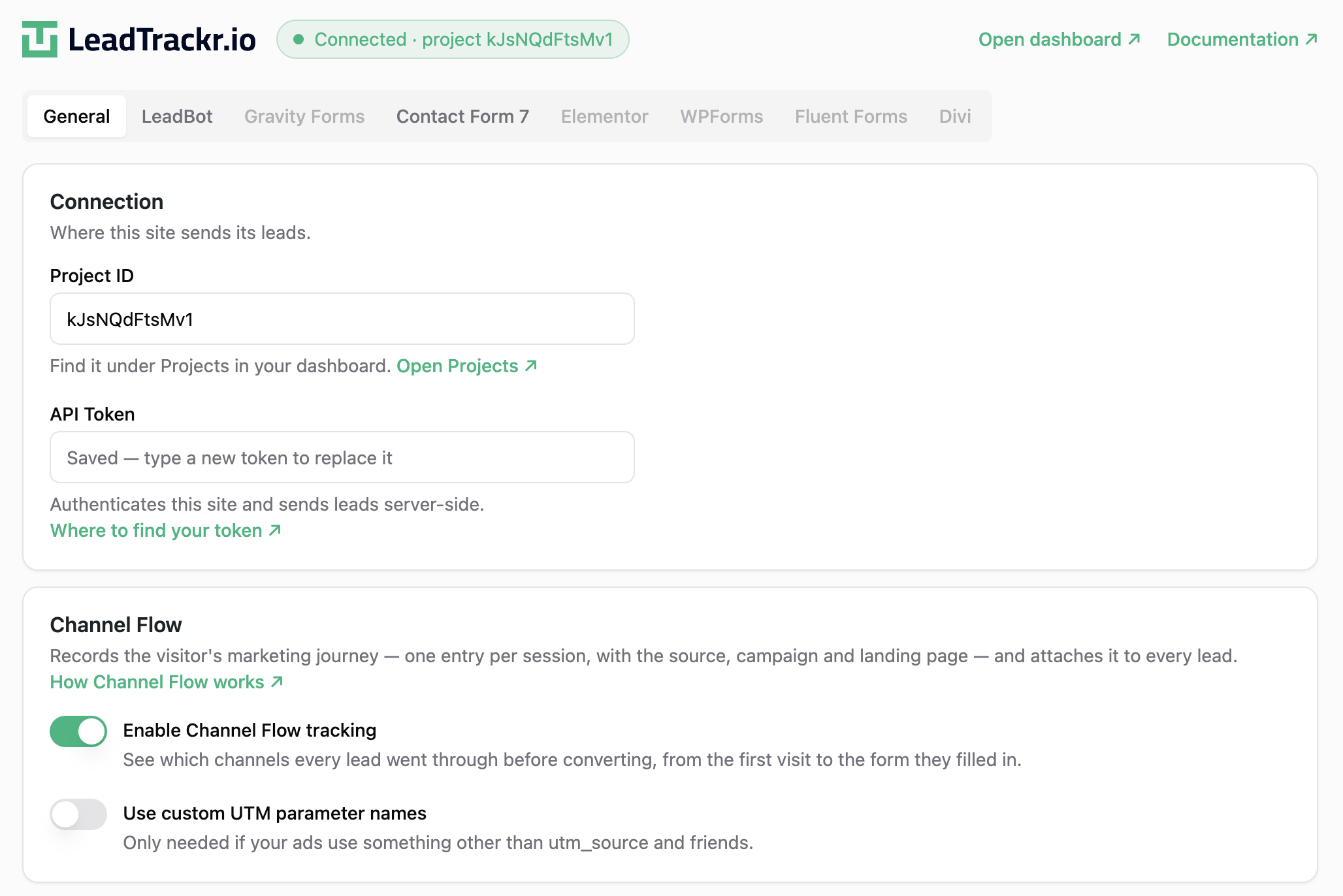 LeadTrackr.io
Connected · project kJsNQdFtsMv1
Open dashboard ↗
Documentation ↗
General
LeadBot
Gravity Forms
Contact Form 7
Elementor
WPForms
Fluent Forms
Divi
Connection
Where this site sends its leads.
Project ID
kJsNQdFtsMv1
Find it under Projects in your dashboard. Open Projects ↗
API Token
Saved — type a new token to replace it
Authenticates this site and sends leads server-side.
Where to find your token ↗
Channel Flow
Records the visitor's marketing journey — one entry per session, with the source, campaign and landing page — and attaches it to every lead.
How Channel Flow works ↗
Enable Channel Flow tracking
See which channels every lead went through before converting, from the first visit to the form they filled in.
Use custom UTM parameter names
Only needed if your ads use something other than utm_source and friends.